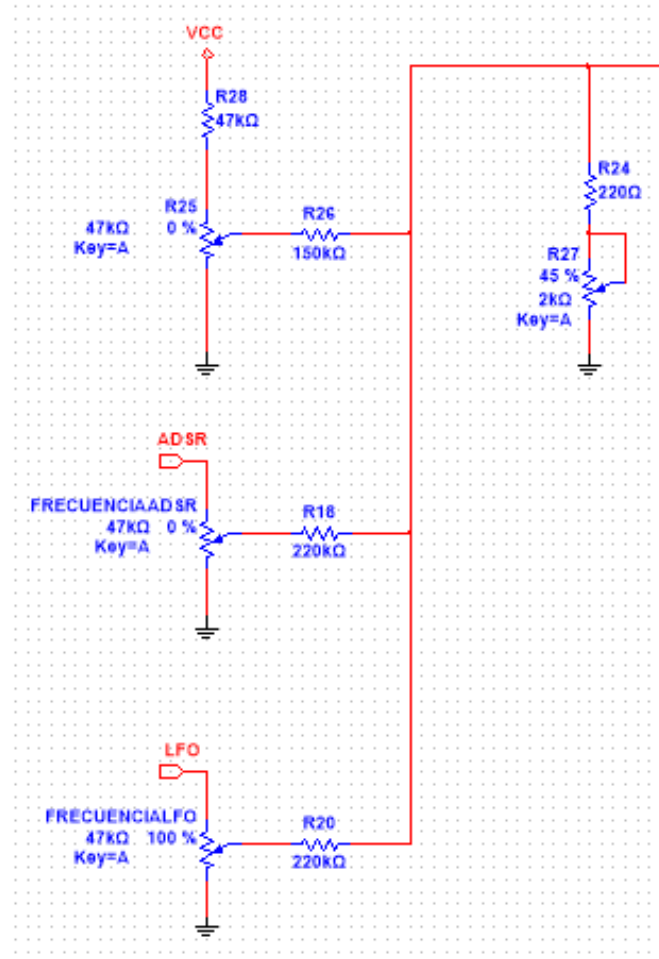 VCC
R28
47kΩ
R25
47kΩ 0 %
Key=A
R26
150kΩ
R24
220Ω
R27
45 %
2kΩ
Key=A
ADSR
FRECUENCIAADSR
47kΩ 0 %
Key=A
R18
220kΩ
LFO
FRECUENCIALFO
47kΩ 100 %
Key=A
R20
220kΩ